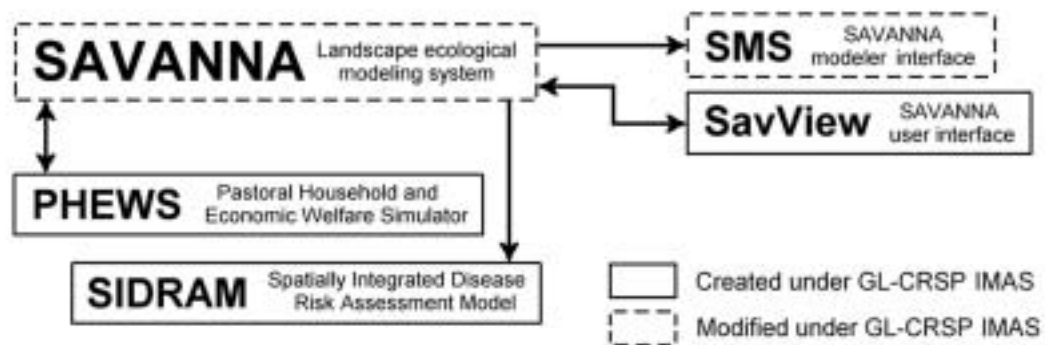 SAVANNA Landscape ecological
modeling system
SMS SAVANNA
modeler interface
SavView SAVANNA
user interface
PHEWS Pastoral Household and
Economic Welfare Simulator
SIDRAM Spatially Integrated Disease
Risk Assessment Model
Created under GL-CRSP IMAS
Modified under GL-CRSP IMAS